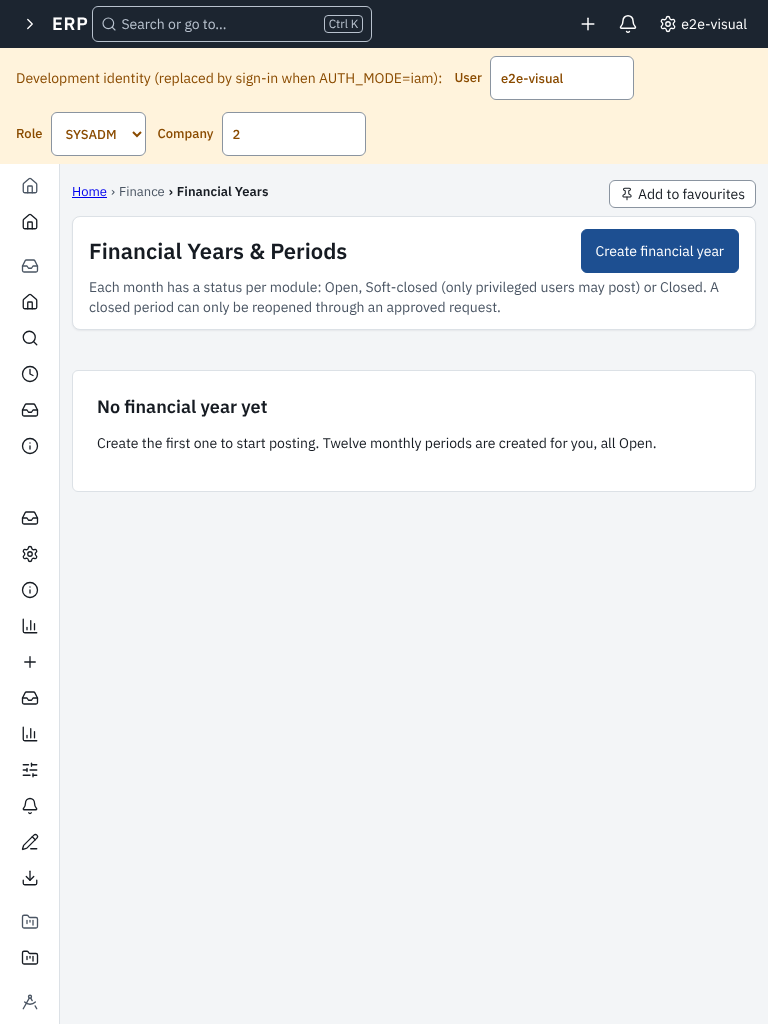 ERP Search or go to... Ctrl K e2e-visual
Development identity (replaced by sign-in when AUTH_MODE=iam): User e2e-visual
Role SYSADM Company 2
Home › Finance › Financial Years
Add to favourites
Financial Years & Periods
Create financial year
Each month has a status per module: Open, Soft-closed (only privileged users may post) or Closed. A
closed period can only be reopened through an approved request.
No financial year yet
Create the first one to start posting. Twelve monthly periods are created for you, all Open.